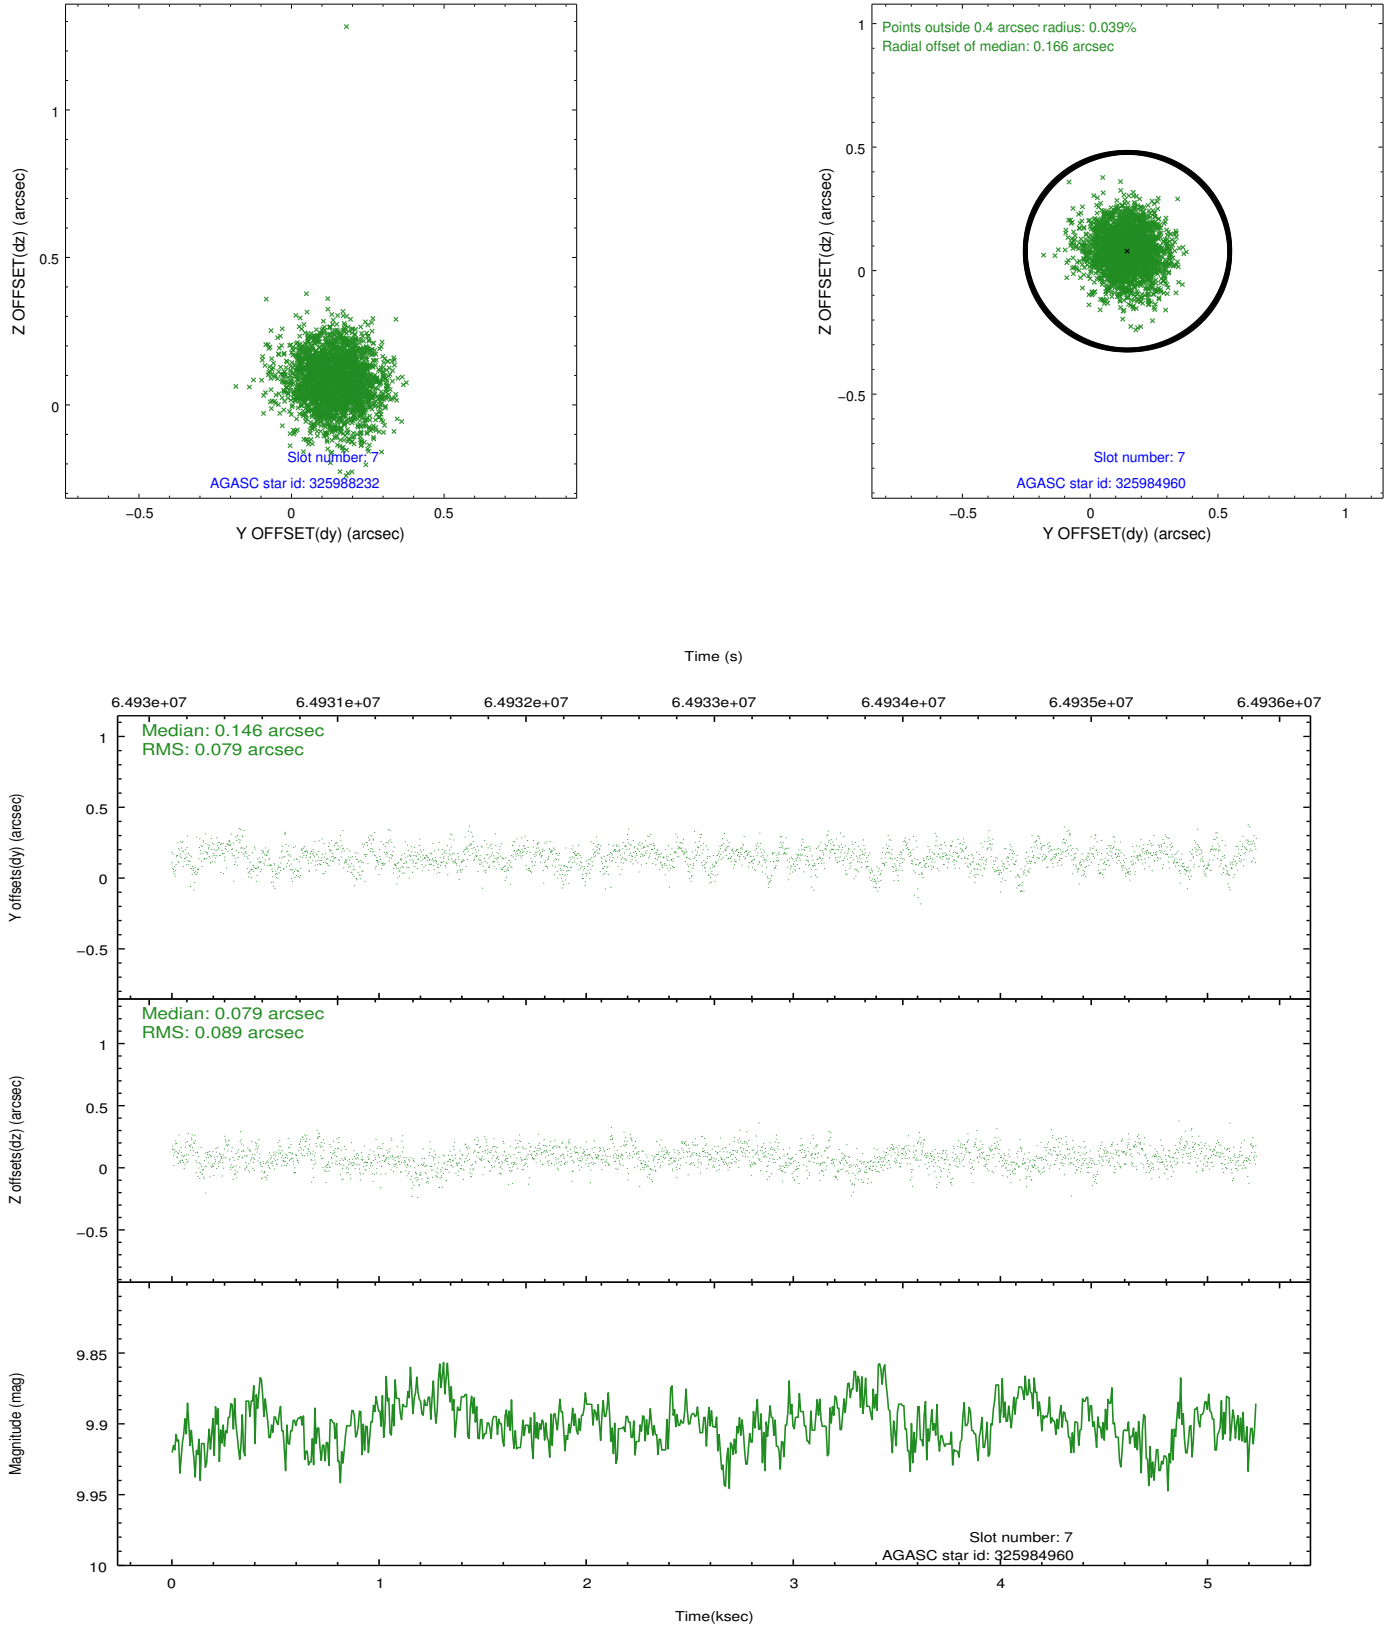 1
0.5
0
Z OFFSET(dz) (arcsec)
Slot number: 7
AGASC star id: 325988232
−0.5
0
0.5
Y OFFSET(dy) (arcsec)
Points outside 0.4 arcsec radius: 0.039%
Radial offset of median: 0.166 arcsec
1
0.5
0
−0.5
Z OFFSET(dz) (arcsec)
Slot number: 7
AGASC star id: 325984960
−0.5
0
0.5
1
Y OFFSET(dy) (arcsec)
Time (s)
6.493e+07
6.4931e+07
6.4932e+07
6.4933e+07
6.4934e+07
6.4935e+07
6.4936e+07
Median: 0.146 arcsec
RMS: 0.079 arcsec
1
0.5
0
−0.5
Y offsets(dy) (arcsec)
Median: 0.079 arcsec
RMS: 0.089 arcsec
1
0.5
0
−0.5
Z offsets(dz) (arcsec)
9.85
9.9
9.95
10
Magnitude (mag)
Slot number: 7
AGASC star id: 325984960
0
1
2
3
4
5
Time(ksec)